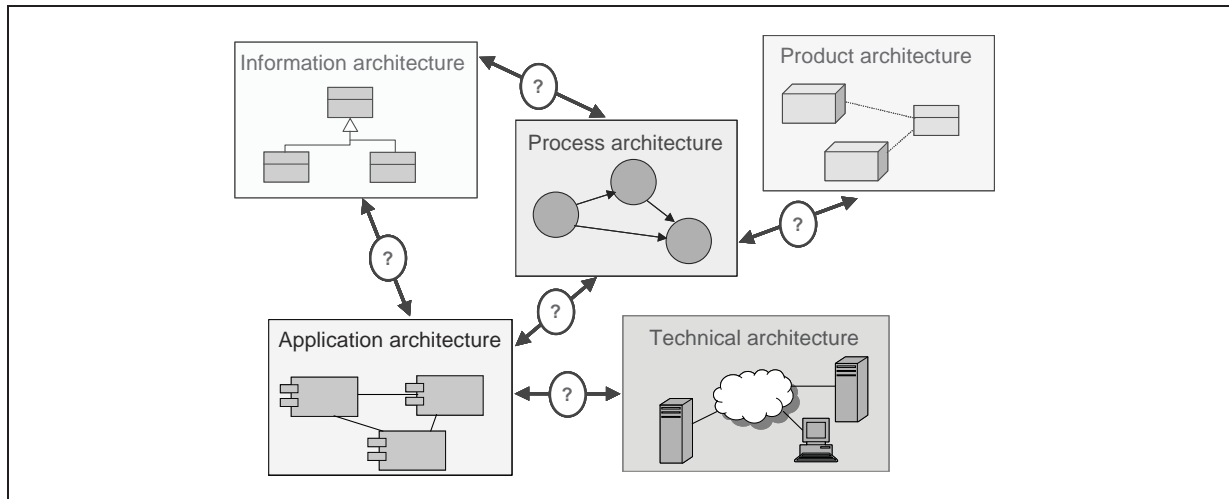 Information architecture
?
Product architecture
Process architecture
?
?
?
Application architecture
Technical architecture
?